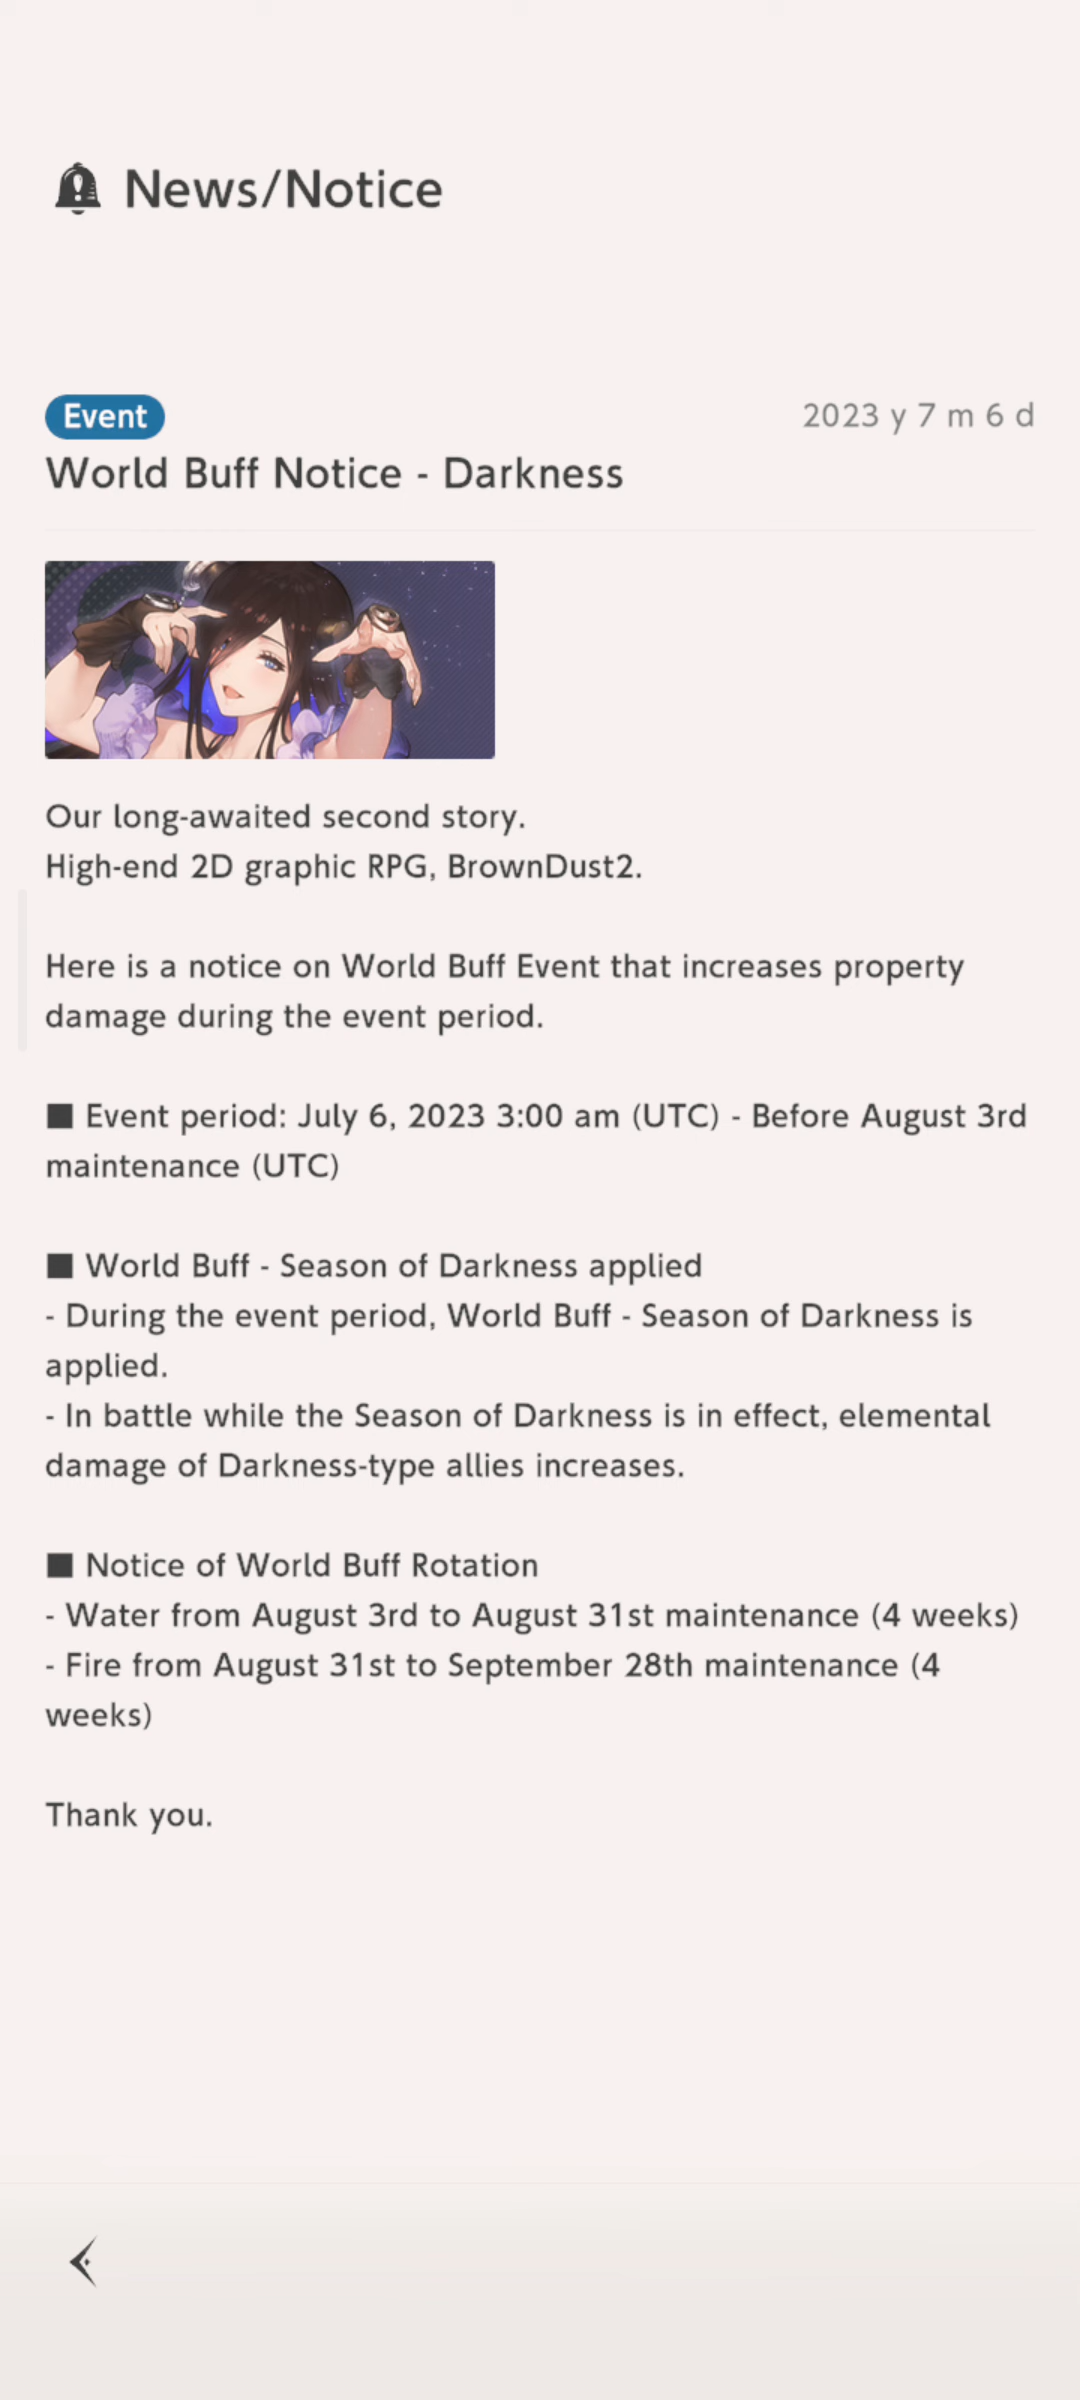 News/Notice
Event
2023 y 7 m 6 d
World Buff Notice - Darkness
Our long-awaited second story.
High-end 2D graphic RPG, BrownDust2.
Here is a notice on World Buff Event that increases property
damage during the event period.
■ Event period: July 6, 2023 3:00 am (UTC) - Before August 3rd
maintenance (UTC)
■ World Buff - Season of Darkness applied
- During the event period, World Buff - Season of Darkness is
applied.
- In battle while the Season of Darkness is in effect, elemental
damage of Darkness-type allies increases.
■ Notice of World Buff Rotation
- Water from August 3rd to August 31st maintenance (4 weeks)
- Fire from August 31st to September 28th maintenance (4
weeks)
Thank you.